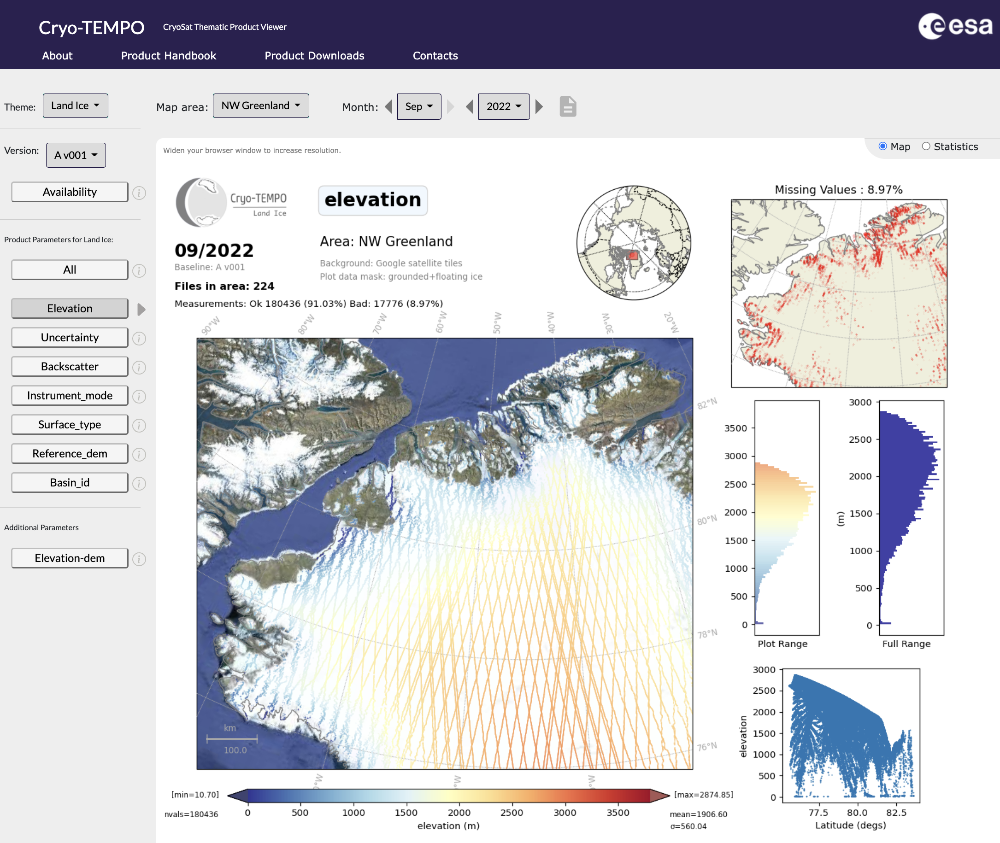 Cryo-TEMPO
CryoSat Thematic Product Viewer
esa
About
Product Handbook
Product Downloads
Contacts
Theme:
Land Ice
Map area:
NW Greenland
Month:
Sep
2022
Version:
A v001
Availability
i
Product Parameters for Land Ice:
All
i
Elevation
Uncertainty
i
Backscatter
i
Instrument_mode
i
Surface_type
i
Reference_dem
i
Basin_id
i
Additional Parameters
Elevation-dem
i
Widen your browser window to increase resolution.
Map
Statistics
Cryo-TEMPO
Land Ice
elevation
09/2022
Baseline: A v001
Files in area: 224
Measurements: Ok 180436 (91.03%) Bad: 17776 (8.97%)
Area: NW Greenland
Background: Google satellite tiles
Plot data mask: grounded+floating ice
Missing Values : 8.97%
90°W
80°W
70°W
60°W
50°W
40°W
30°W
20°W
82°N
80°N
78°N
76°N
km
100.0
0°W
°W
°W
[min=10.70]
nvals=180436
0
500
1000
1500
2000
2500
3000
3500
elevation (m)
[max=2874.85]
mean=1906.60
σ=560.04
3500
3000
2500
2000
1500
1000
500
0
Plot Range
3000
2500
2000
1500
1000
500
0
(m)
Full Range
3000
2500
2000
1500
1000
500
0
elevation
77.5
80.0
82.5
Latitude (degs)